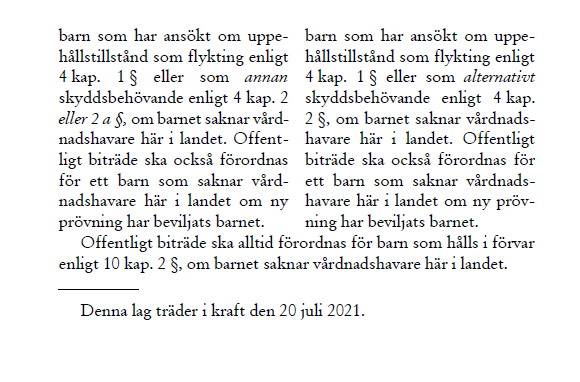 barn som har ansökt om uppe-
hållstillstånd som flykting enligt
4 kap. 1 § eller som annan
skyddsbehövande enligt 4 kap. 2
eller 2 a §, om barnet saknar vård-
nadshavare här i landet. Offent-
ligt biträde ska också förordnas
för ett barn som saknar vård-
nadshavare här i landet om ny
prövning har beviljats barnet.
barn som har ansökt om uppe-
hållstillstånd som flykting enligt
4 kap. 1 § eller som alternativt
skyddsbehövande enligt 4 kap.
2 §, om barnet saknar vårdnads-
havare här i landet. Offentligt
biträde ska också förordnas för
ett barn som saknar vårdnads-
havare här i landet om ny pröv-
ning har beviljats barnet.
Offentligt biträde ska alltid förordnas för barn som hålls i förvar
enligt 10 kap. 2 §, om barnet saknar vårdnadshavare här i landet.
Denna lag träder i kraft den 20 juli 2021.